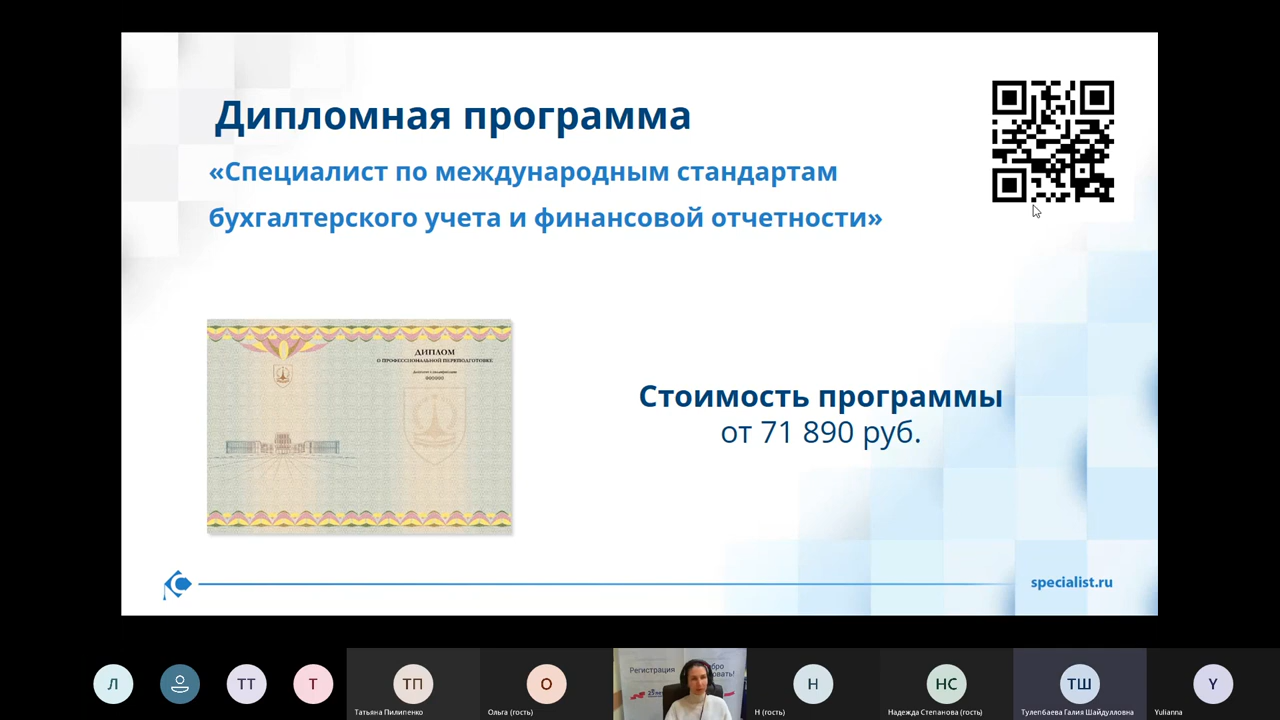 Дипломная программа
«Специалист по международным стандартам
бухгалтерского учета и финансовой отчетности»
ДИПЛОМ
О ПРОФЕССИОНАЛЬНОЙ ПЕРЕПОДГОТОВКЕ
Стоимость программы
от 71 890 руб.
specialist.ru
Л
ТТ
Т
ТП
О
Регистрация
Н
НС
ТШ
Y
Татьяна Пилипенко
Ольга (гость)
Н (гость)
Надежда Степанова (гость)
Тулепбаева Галия Шайдулловна
Yulianna